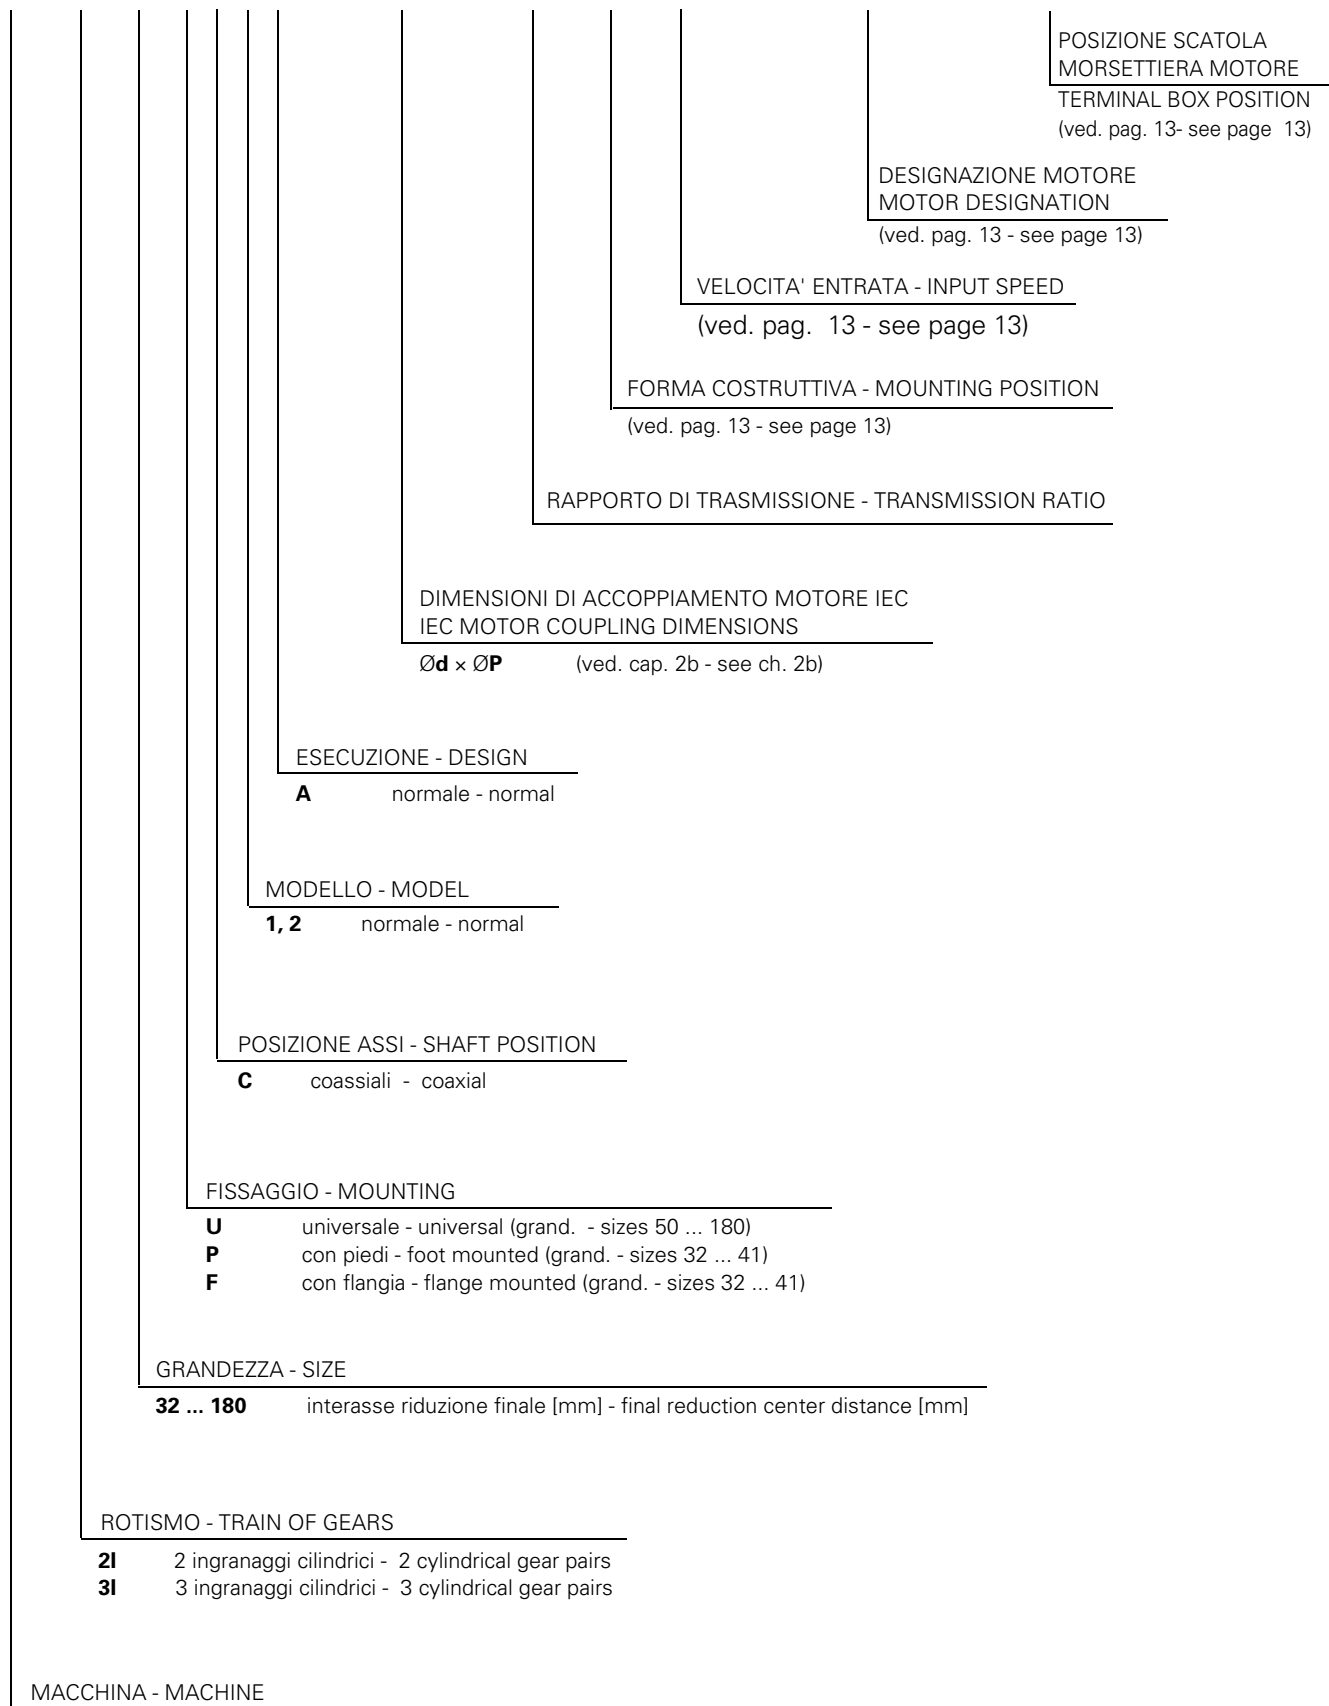 POSIZIONE SCATOLA
MORSETTIERA MOTORE
TERMINAL BOX POSITION
(ved. pag. 13- see page 13)
DESIGNAZIONE MOTORE
MOTOR DESIGNATION
(ved. pag. 13 - see page 13)
VELOCITA' ENTRATA - INPUT SPEED
(ved. pag. 13 - see page 13)
FORMA COSTRUTTIVA - MOUNTING POSITION
(ved. pag. 13 - see page 13)
RAPPORTO DI TRASMISSIONE - TRANSMISSION RATIO
DIMENSIONI DI ACCOPPIAMENTO MOTORE IEC
IEC MOTOR COUPLING DIMENSIONS
Ød × ØP (ved. cap. 2b - see ch. 2b)
ESECUZIONE - DESIGN
A normale - normal
MODELLO - MODEL
1, 2 normale - normal
POSIZIONE ASSI - SHAFT POSITION
C coassiali - coaxial
FISSAGGIO - MOUNTING
U universale - universal (grand. - sizes 50 ... 180)
P con piedi - foot mounted (grand. - sizes 32 ... 41)
F con flangia - flange mounted (grand. - sizes 32 ... 41)
GRANDEZZA - SIZE
32 ... 180 interasse riduzione finale [mm] - final reduction center distance [mm]
ROTISMO - TRAIN OF GEARS
2I 2 ingranaggi cilindrici - 2 cylindrical gear pairs
3I 3 ingranaggi cilindrici - 3 cylindrical gear pairs
MACCHINA - MACHINE